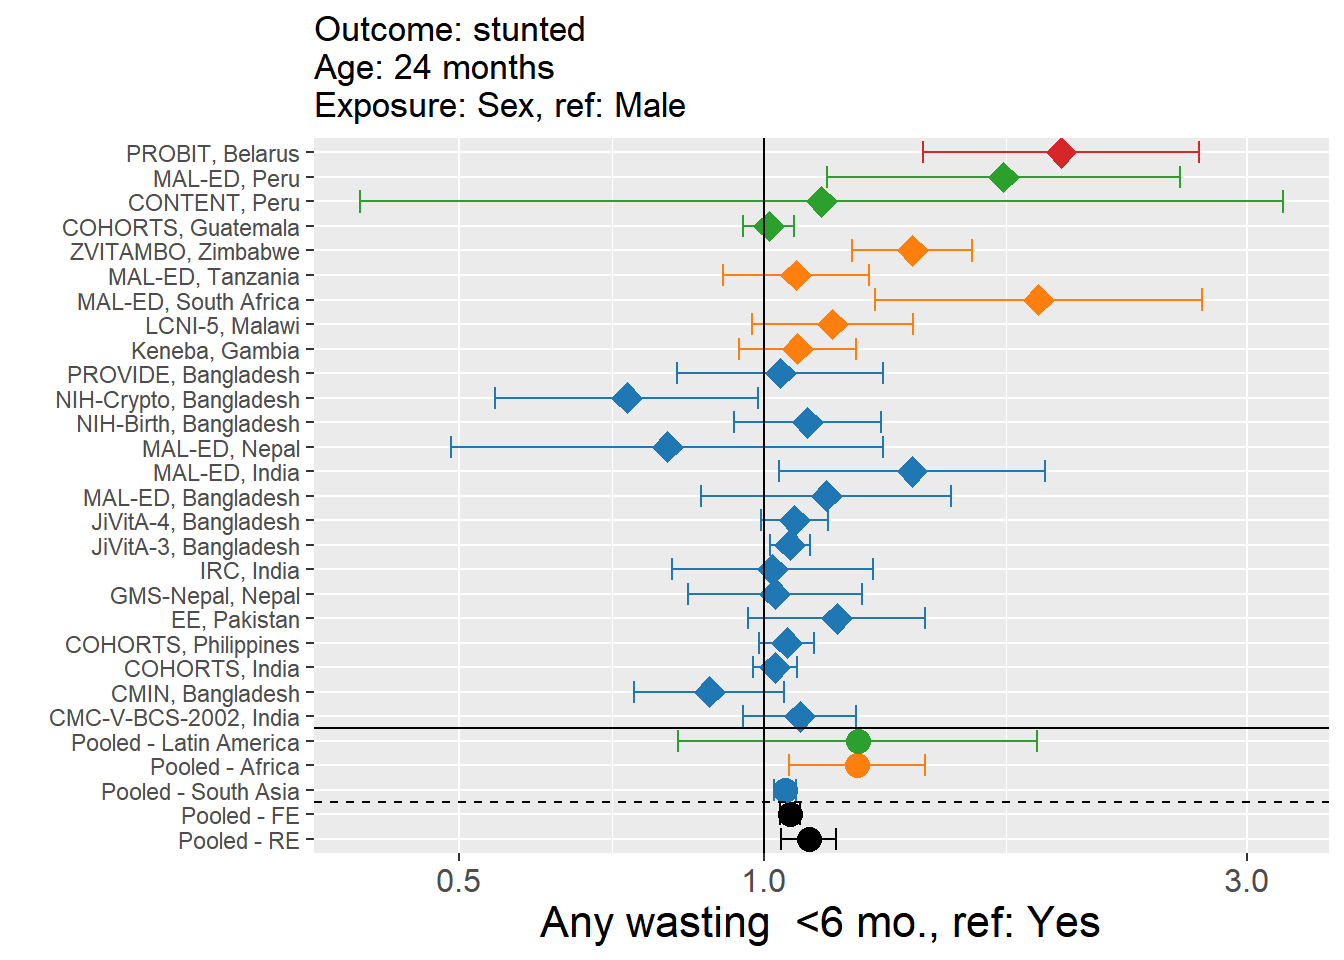 Outcome: stunted
Age: 24 months
Exposure: Sex, ref: Male
PROBIT, Belarus
MAL-ED, Peru
CONTENT, Peru
COHORTS, Guatemala
ZVITAMBO, Zimbabwe
MAL-ED, Tanzania
MAL-ED, South Africa
LCNI-5, Malawi
Keneba, Gambia
PROVIDE, Bangladesh
NIH-Crypto, Bangladesh
NIH-Birth, Bangladesh
MAL-ED, Nepal
MAL-ED, India
MAL-ED, Bangladesh
JiVitA-4, Bangladesh
JiVitA-3, Bangladesh
IRC, India
GMS-Nepal, Nepal
EE, Pakistan
COHORTS, Philippines
COHORTS, India
CMIN, Bangladesh
CMC-V-BCS-2002, India
Pooled - Latin America
Pooled - Africa
Pooled - South Asia
Pooled - FE
Pooled - RE
0.5 1.0 3.0
Any wasting  <6 mo., ref: Yes